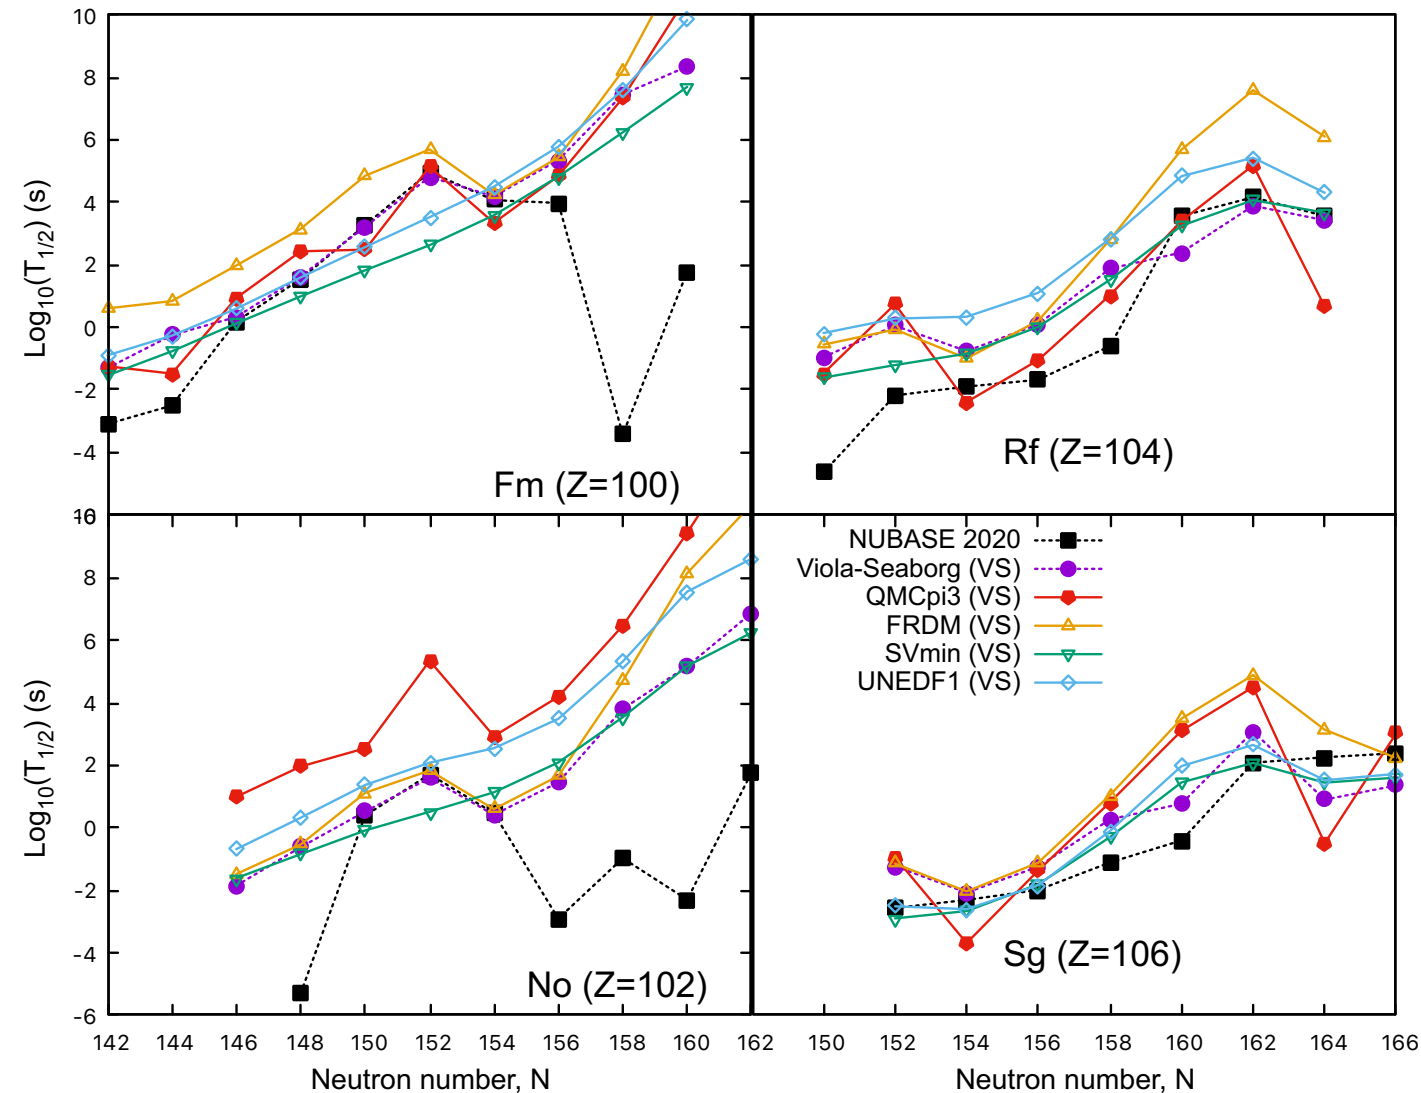 10
8
6
4
2
0
-2
-4
Log10(T1/2) (s)
Fm (Z=100)
Rf (Z=104)
8
6
4
2
0
-2
-4
-6
Log10(T1/2) (s)
No (Z=102)
NUBASE 2020
Viola-Seaborg (VS)
QMCpi3 (VS)
FRDM (VS)
SVmin (VS)
UNEDF1 (VS)
Sg (Z=106)
142 144 146 148 150 152 154 156 158 160 162 150 152 154 156 158 160 162 164 166
Neutron number, N Neutron number, N